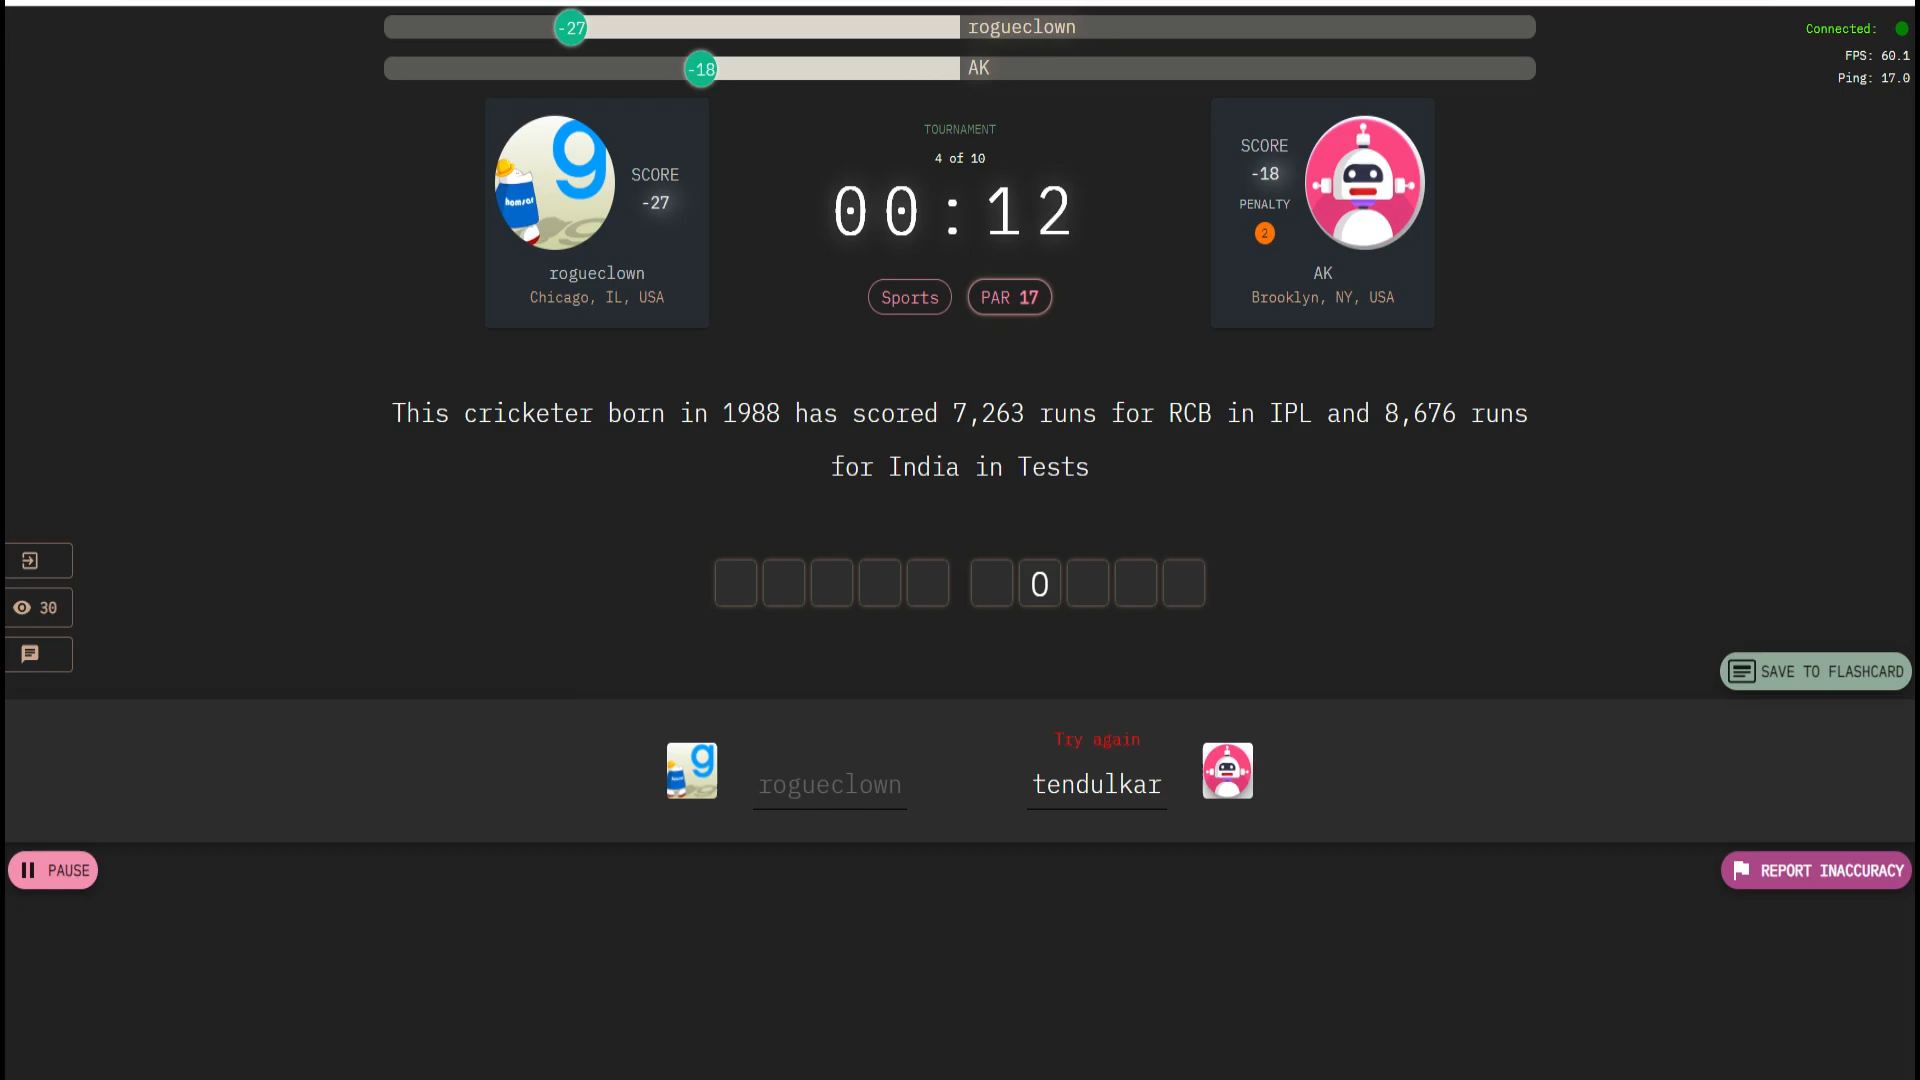 -27 rogueclown
-18 AK
Connected:
FPS: 60.1
Ping: 17.0
g
homsar
SCORE
-27
rogueclown
Chicago, IL, USA
TOURNAMENT
4 of 10
00:12
Sports
PAR 17
SCORE
-18
PENALTY
2
AK
Brooklyn, NY, USA
This cricketer born in 1988 has scored 7,263 runs for RCB in IPL and 8,676 runs
for India in Tests
30
O
SAVE TO FLASHCARD
g
rogueclown
Try again
tendulkar
PAUSE
REPORT INACCURACY